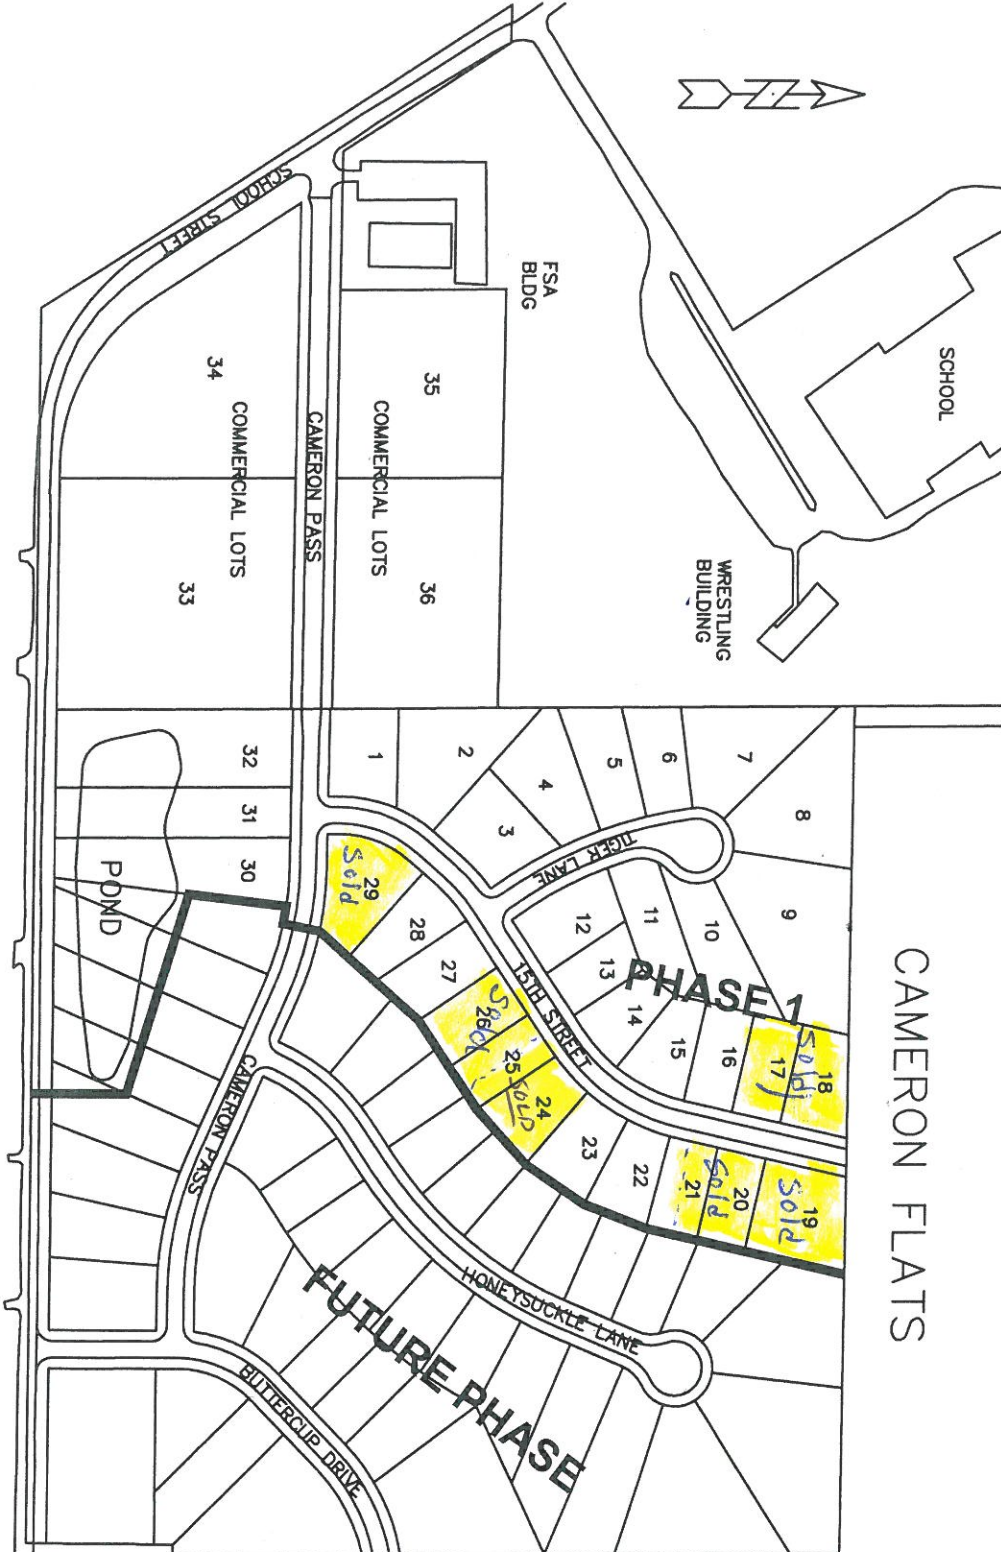 CAMERON FLATS
SCHOOL
WRESTLING
BUILDING
FSA
BLDG
SCHOOL STREET
35
COMMERCIAL LOTS
36
CAMERON PASS
34
COMMERCIAL LOTS
33
PHASE 1
1
2
3
4
5
6
7
8
9
10
11
12
13
14
15
16
17
18
Sold
TIGER LANE
15TH STREET
19
Sold
20
Sold
21
22
23
24
SOLD
25
26
Sold
27
28
29
Sold
30
31
32
POND
CAMERON PASS
HONEYSUCKLE LANE
FUTURE PHASE
BUTTERCUP DRIVE